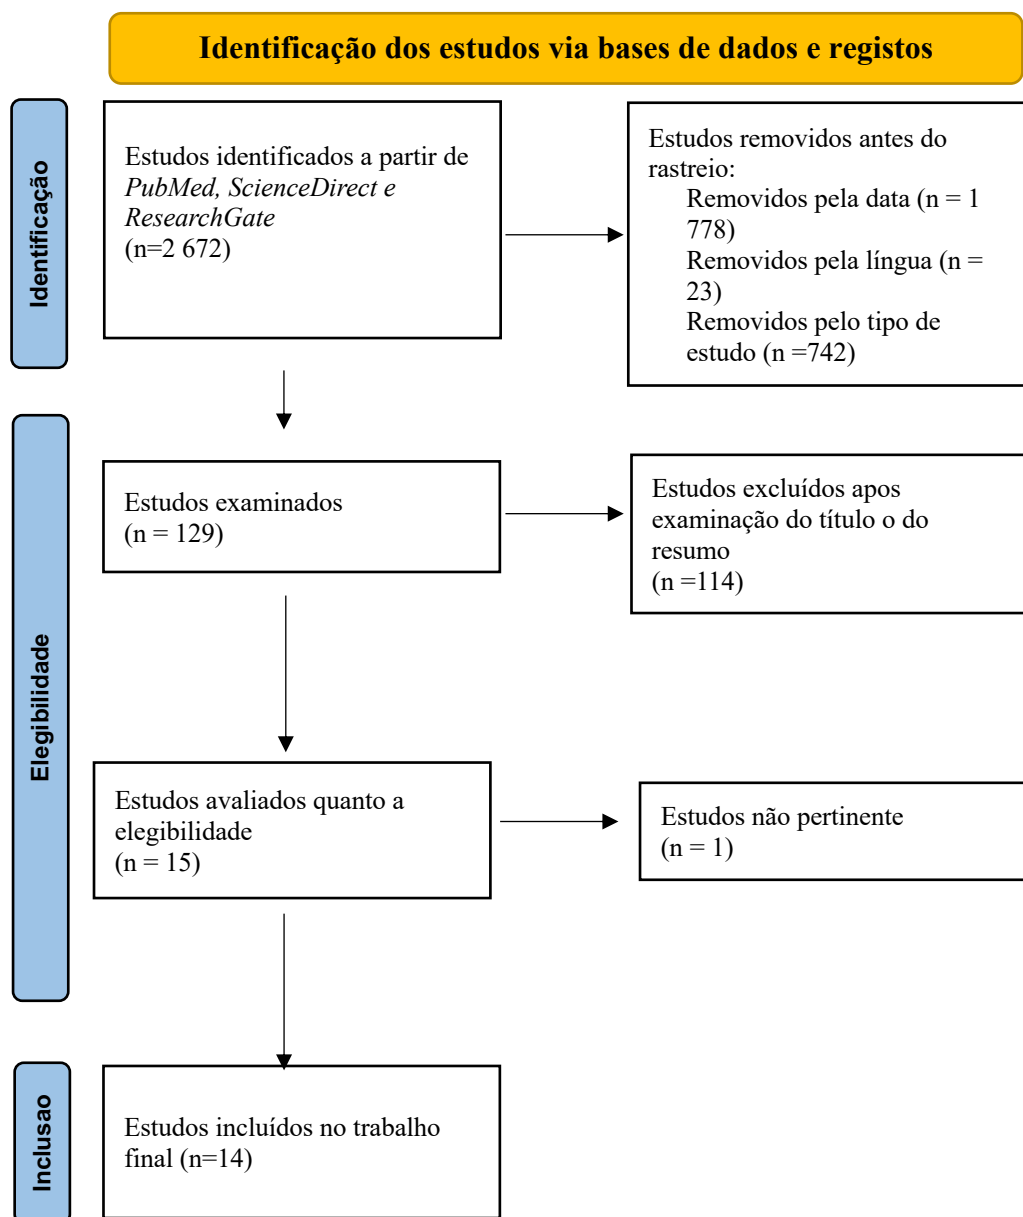 Identificação dos estudos via bases de dados e registos
Identificação
Estudos identificados a partir de
PubMed, ScienceDirect e
ResearchGate
(n=2 672)
Estudos removidos antes do
rastreio:
Removidos pela data (n = 1
778)
Removidos pela língua (n =
23)
Removidos pelo tipo de
estudo (n =742)
Elegibilidade
Estudos examinados
(n = 129)
Estudos excluídos apos
examinação do título o do
resumo
(n =114)
Estudos avaliados quanto a
elegibilidade
(n = 15)
Estudos não pertinente
(n = 1)
Inclusao
Estudos incluídos no trabalho
final (n=14)